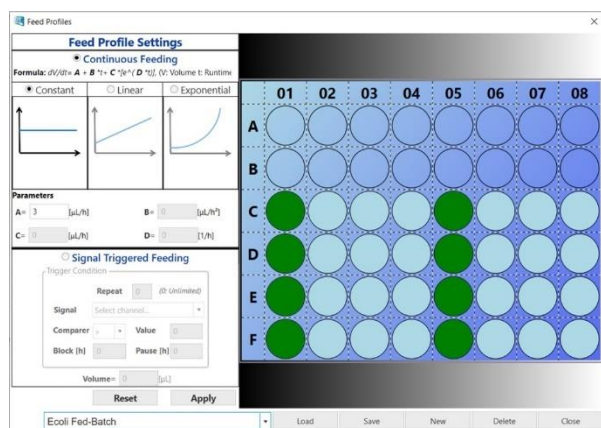 Feed Profiles
Feed Profile Settings
Continuous Feeding
Formula: dV/dt= A + B *t+ C *[e^( D *t)], (V: Volume t: Runtime
Constant Linear Exponential
Parameters
A= 3 [µL/h] B= 0 [µL/h²]
C= 0 [µL/h] D= 0 [1/h]
Signal Triggered Feeding
Trigger Condition
Repeat 0 (0: Unlimited)
Signal Select channel...
Comparer > Value 0
Block [h] 0 Pause [h] 0
Volume= 0 [µL]
Reset Apply
01 02 03 04 05 06 07 08
A
B
C
D
E
F
Ecoli Fed-Batch Load Save New Delete Close